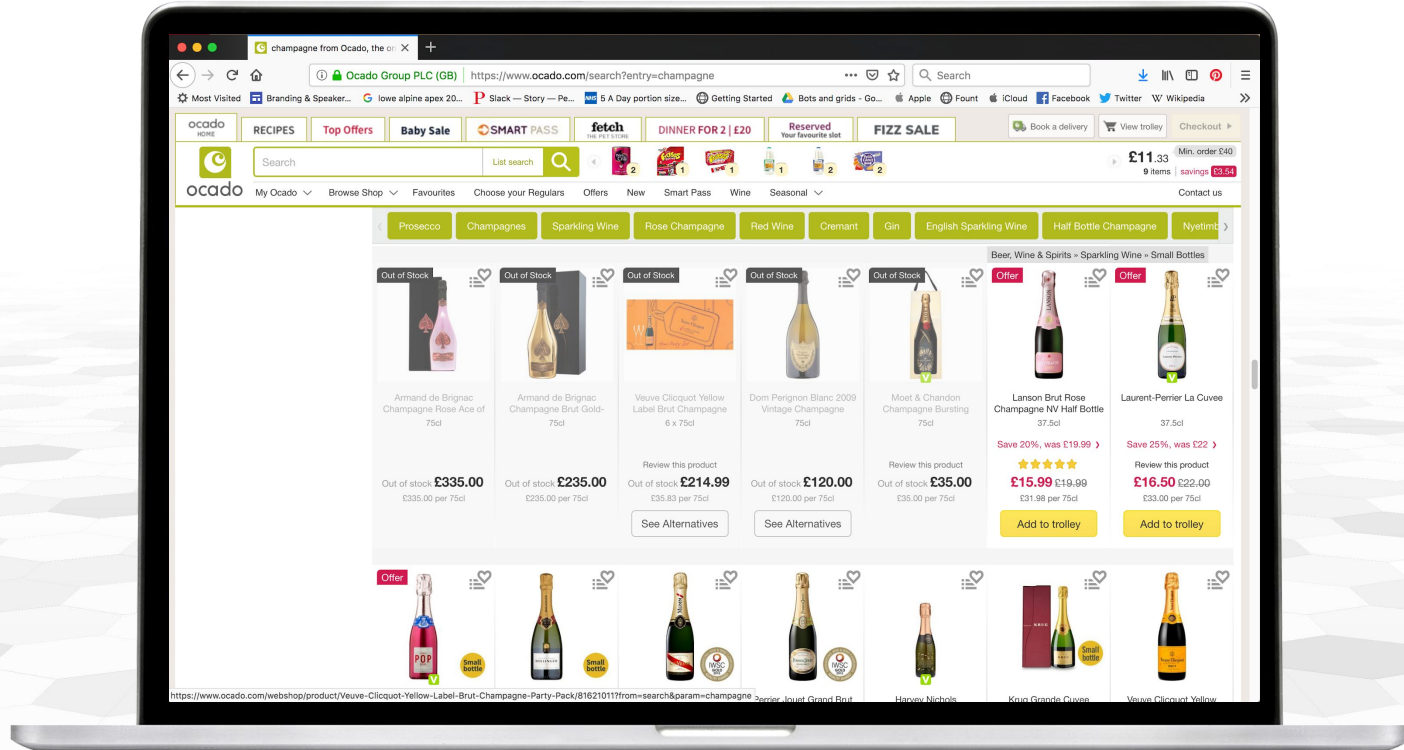 champagne from Ocado, the on
Ocado Group PLC (GB) https://www.ocado.com/search?entry=champagne Search
Most Visited Branding & Speaker... lowe alpine apex 20... Slack — Story — Pe... NHS 5 A Day portion size... Getting Started Bots and grids - Go... Apple Fount iCloud Facebook Twitter W Wikipedia
ocado HOME RECIPES Top Offers Baby Sale SMART PASS fetch THE PET STORE DINNER FOR 2 | £20 Reserved Your favourite slot FIZZ SALE Book a delivery View trolley Checkout
Search List search 2 1 1 1 2 2 £11.33 Min. order £40
9 items savings £3.54
ocado My Ocado Browse Shop Favourites Choose your Regulars Offers New Smart Pass Wine Seasonal Contact us
Prosecco Champagnes Sparkling Wine Rose Champagne Red Wine Cremant Gin English Sparkling Wine Half Bottle Champagne Nyetimb
Beer, Wine & Spirits » Sparkling Wine » Small Bottles
Out of Stock Out of Stock Out of Stock Out of Stock Out of Stock Offer Offer
LANSON
Armand de Brignac Armand de Brignac Veuve Clicquot Yellow Dom Perignon Blanc 2009 Moet & Chandon Lanson Brut Rose Laurent-Perrier La Cuvee
Champagne Rose Ace of Champagne Brut Gold- Label Brut Champagne Vintage Champagne Champagne Bursting Champagne NV Half Bottle
75cl 75cl 6 x 75cl 75cl 75cl 37.5cl 37.5cl
Save 20%, was £19.99 Save 25%, was £22
Review this product Review this product Review this product
Out of stock £335.00 Out of stock £235.00 Out of stock £214.99 Out of stock £120.00 Out of stock £35.00 £15.99 £19.99 £16.50 £22.00
£335.00 per 75cl £235.00 per 75cl £35.83 per 75cl £120.00 per 75cl £35.00 per 75cl £31.98 per 75cl £33.00 per 75cl
See Alternatives See Alternatives Add to trolley Add to trolley
Offer
POP Small bottle BOLLINGER Small bottle IWSC IWSC KRUG Small bottle
https://www.ocado.com/webshop/product/Veuve-Clicquot-Yellow-Label-Brut-Champagne-Party-Pack/81621011?from=search&param=champagne Perrier Jouet Grand Brut Harvey Nichols Krug Grande Cuvee Veuve Clicquot Yellow